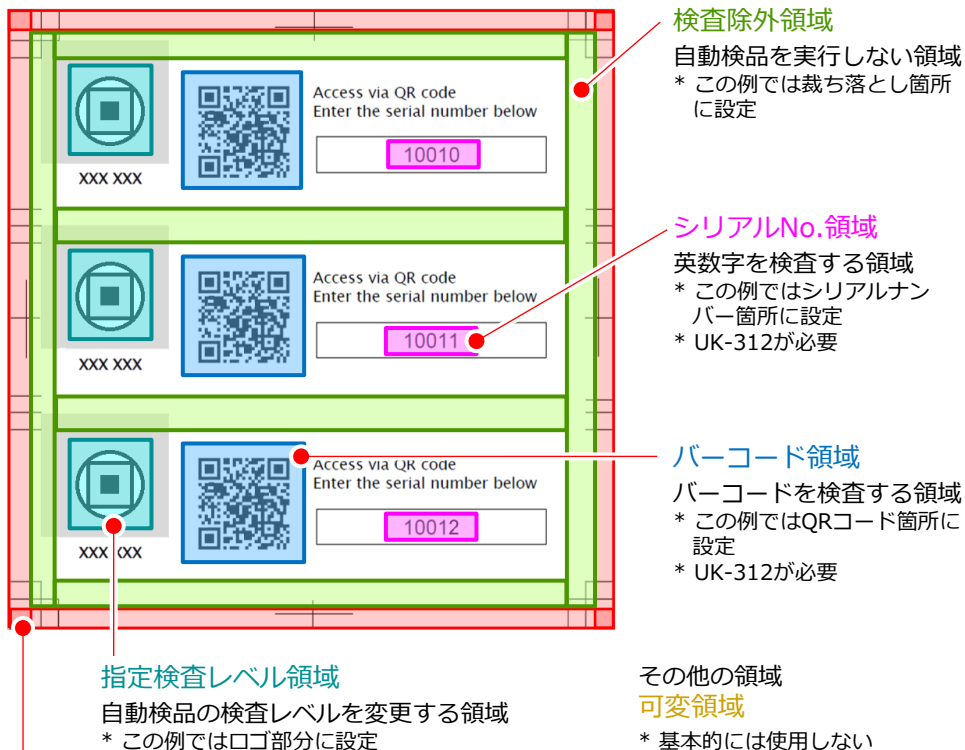 検査除外領域
自動検品を実行しない領域
* この例では裁ち落とし箇所
に設定
Access via QR code
Enter the serial number below
10010
XXX XXX
シリアルNo.領域
英数字を検査する領域
* この例ではシリアルナン
バー箇所に設定
* UK-312が必要
Access via QR code
Enter the serial number below
10011
XXX XXX
バーコード領域
バーコードを検査する領域
* この例ではQRコード箇所に
設定
* UK-312が必要
Access via QR code
Enter the serial number below
10012
XXX XXX
指定検査レベル領域
自動検品の検査レベルを変更する領域
* この例ではロゴ部分に設定
その他の領域
可変領域
* 基本的には使用しない